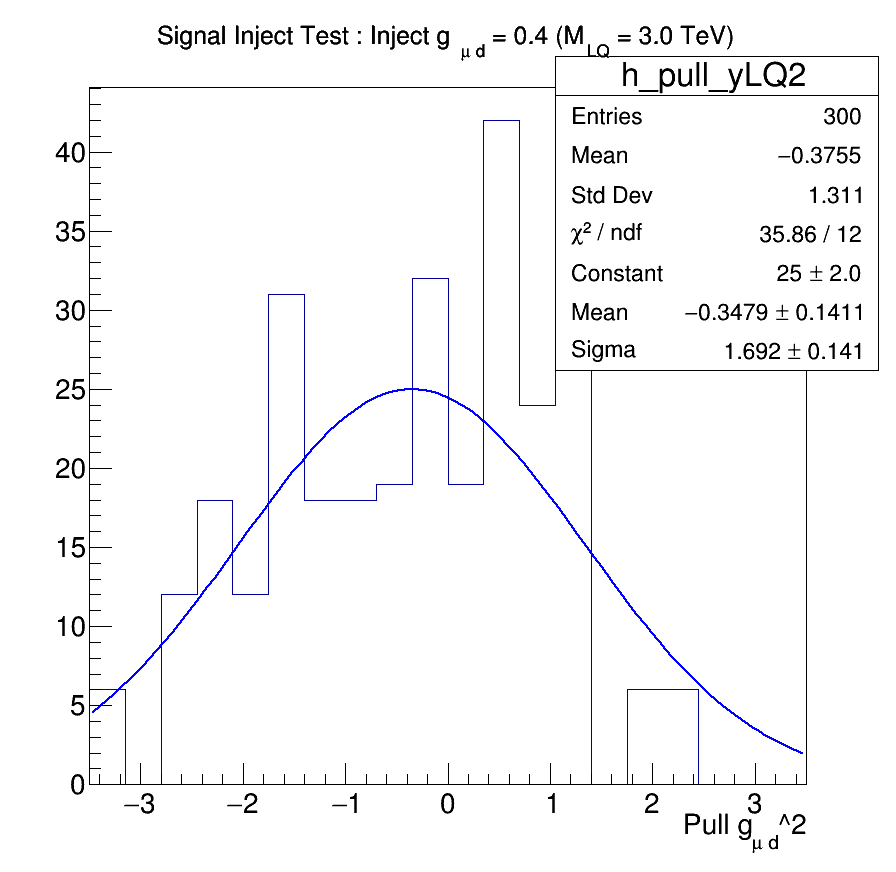 Signal Inject Test : Inject g μ d = 0.4 (M LQ = 3.0 TeV)
h_pull_yLQ2
Entries 300
Mean −0.3755
Std Dev 1.311
χ² / ndf 35.86 / 12
Constant 25 ± 2.0
Mean −0.3479 ± 0.1411
Sigma 1.692 ± 0.141
40
35
30
25
20
15
10
5
0
−3 −2 −1 0 1 2 3
Pull g μ d ^2